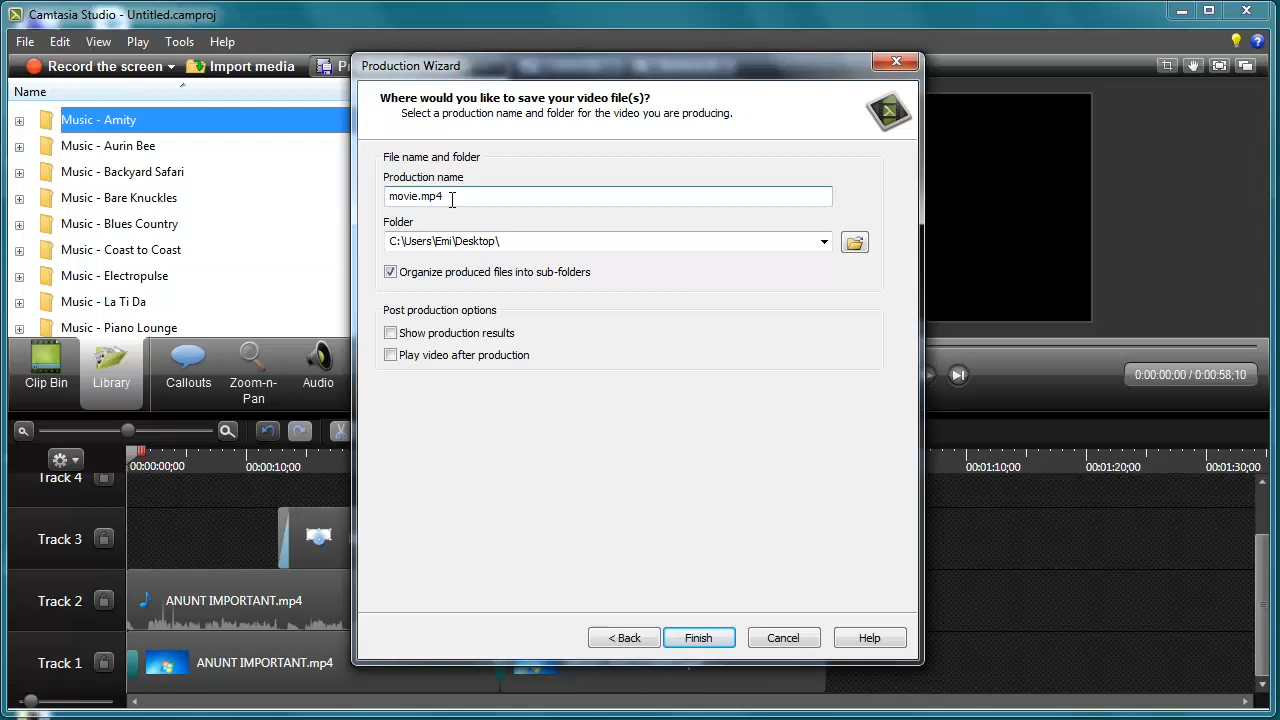 Camtasia Studio - Untitled.camproj
File Edit View Play Tools Help
Record the screen Import media
Name
Music - Amity
Music - Aurin Bee
Music - Backyard Safari
Music - Bare Knuckles
Music - Blues Country
Music - Coast to Coast
Music - Electropulse
Music - La Ti Da
Music - Piano Lounge
Clip Bin Library Callouts Zoom-n-Pan Audio
Production Wizard
Where would you like to save your video file(s)?
Select a production name and folder for the video you are producing.
File name and folder
Production name
movie.mp4
Folder
C:\Users\Emi\Desktop\
Organize produced files into sub-folders
Post production options
Show production results
Play video after production
< Back Finish Cancel Help
0:00:00;00 / 0:00:58;10
00:00:00;00 00:00:10;00 00:01:10;00 00:01:20;00 00:01:30;00
Track 4
Track 3
Track 2 ANUNT IMPORTANT.mp4
Track 1 ANUNT IMPORTANT.mp4